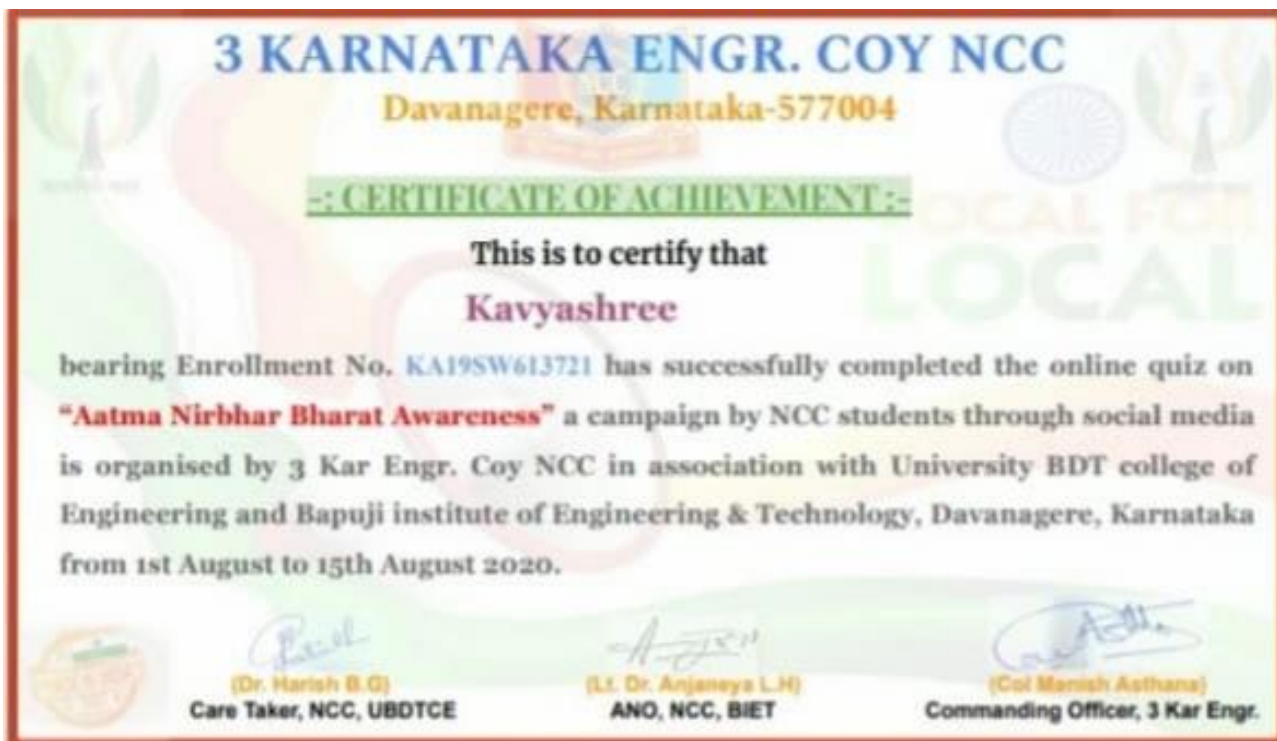 3 KARNATAKA ENGR. COY NCC
Davanagere, Karnataka-577004
-: CERTIFICATE OF ACHIEVEMENT :-
LOCAL FOR
LOCAL
This is to certify that
Kavyashree
bearing Enrollment No. KA19SW613721 has successfully completed the online quiz on
“Aatma Nirbhar Bharat Awareness” a campaign by NCC students through social media
is organised by 3 Kar Engr. Coy NCC in association with University BDT college of
Engineering and Bapuji institute of Engineering & Technology, Davanagere, Karnataka
from 1st August to 15th August 2020.
(Dr. Harish B.G) (Lt. Dr. Anjaneya L.H) (Col Manish Asthana)
Care Taker, NCC, UBDTCE ANO, NCC, BIET Commanding Officer, 3 Kar Engr.